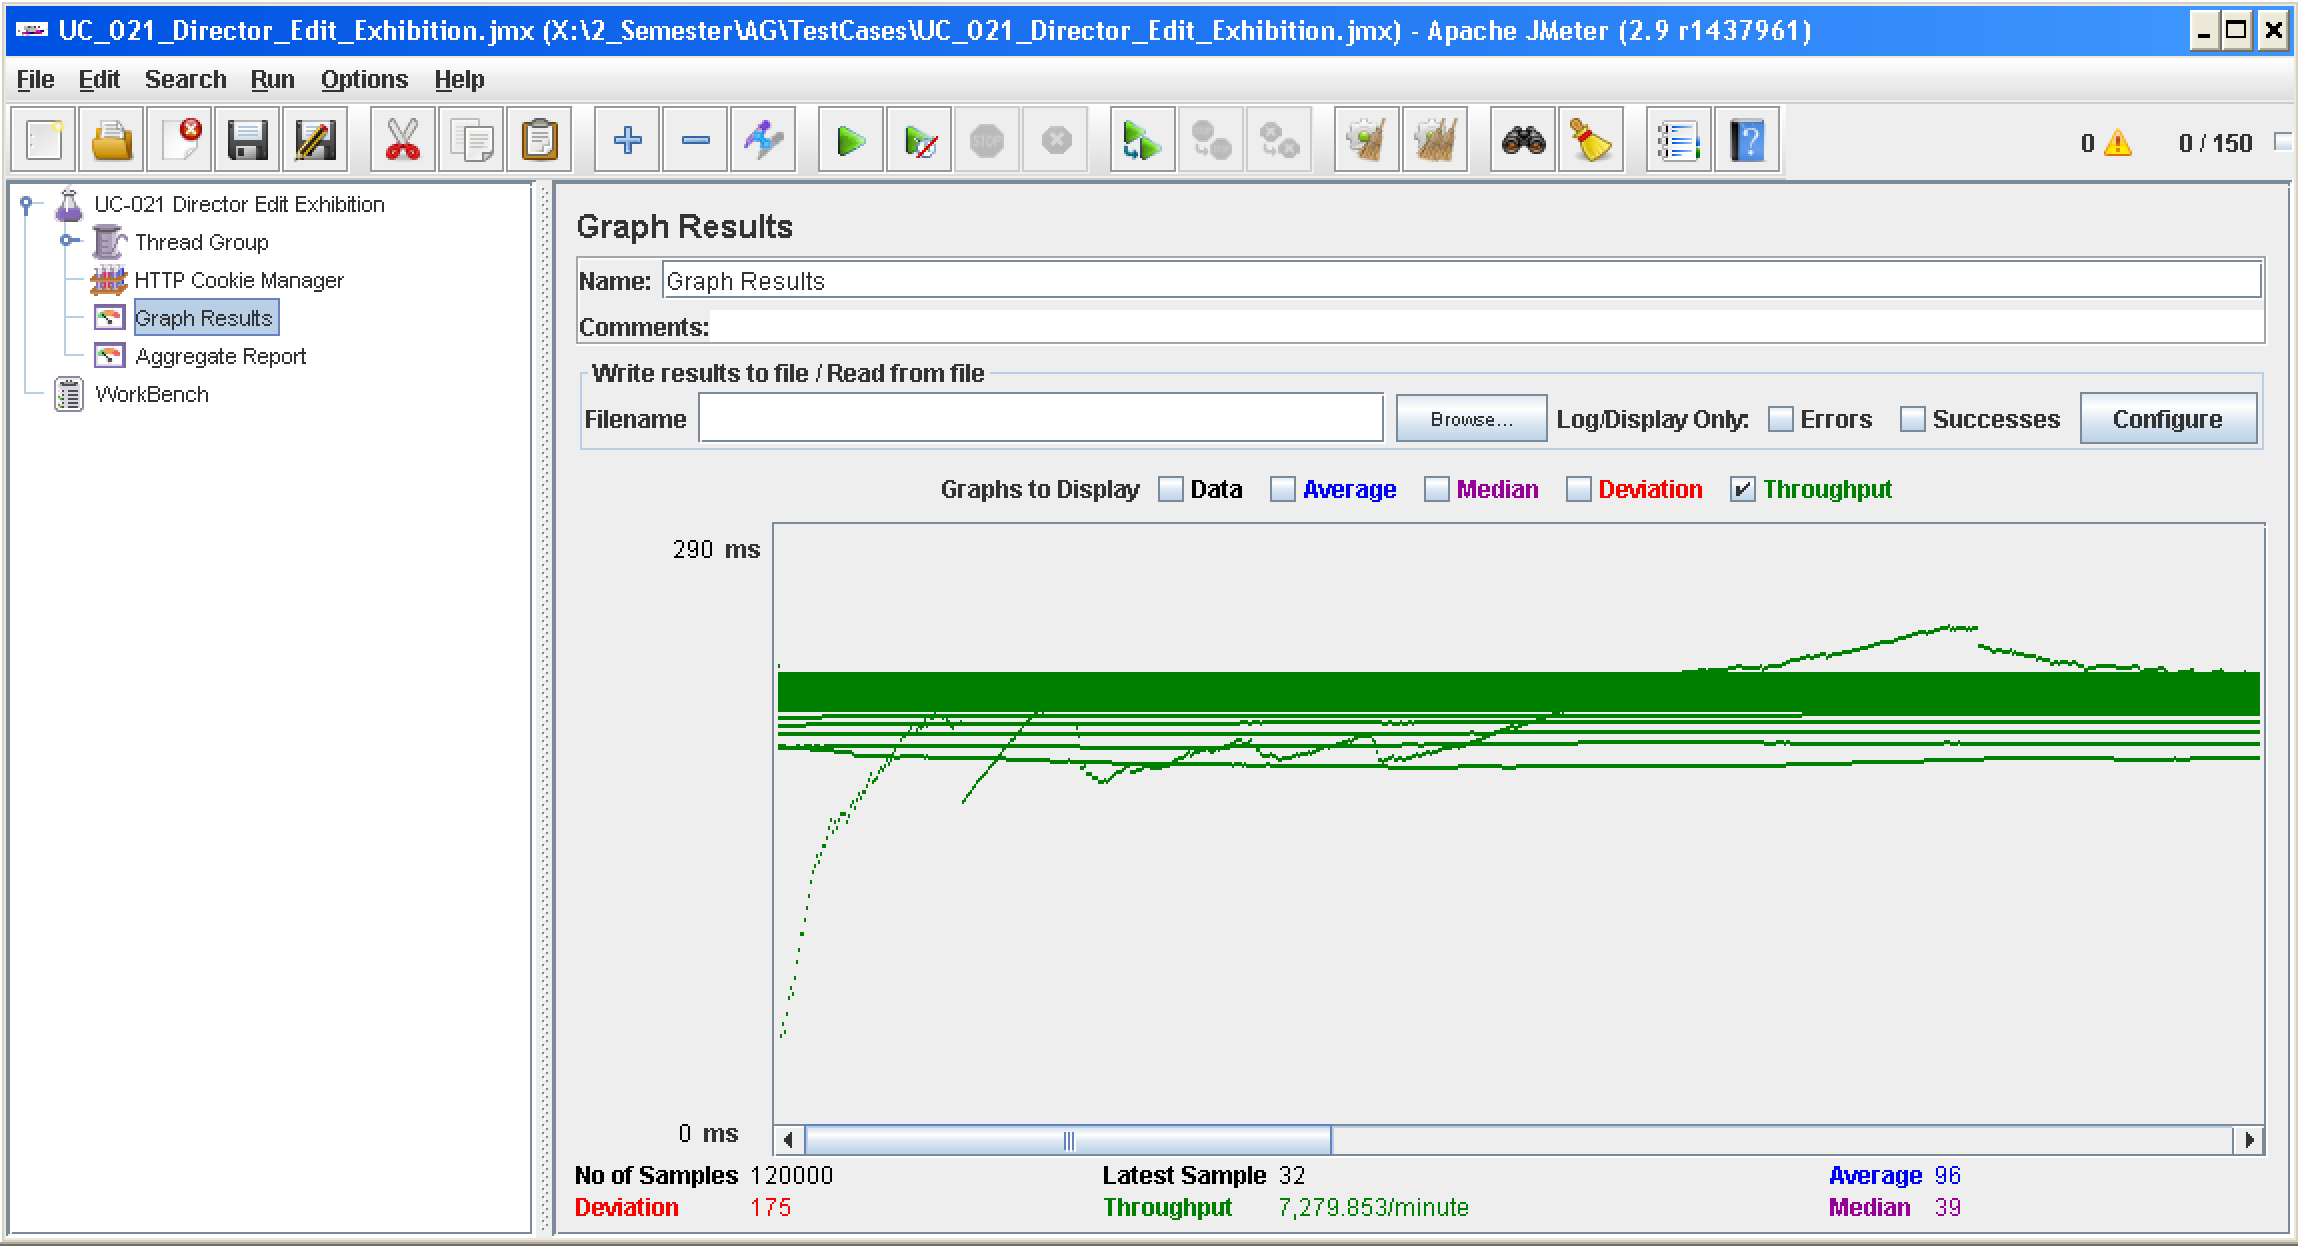 UC_021_Director_Edit_Exhibition.jmx (X:\2_Semester\AG\TestCases\UC_021_Director_Edit_Exhibition.jmx) - Apache JMeter (2.9 r1437961)
File Edit Search Run Options Help
STOP
0 0 / 150
UC-021 Director Edit Exhibition
Thread Group
HTTP Cookie Manager
Graph Results
Aggregate Report
WorkBench
Graph Results
Name: Graph Results
Comments:
Write results to file / Read from file
Filename Browse... Log/Display Only: Errors Successes Configure
Graphs to Display Data Average Median Deviation Throughput
290 ms
0 ms
No of Samples 120000 Latest Sample 32 Average 96
Deviation 175 Throughput 7,279.853/minute Median 39